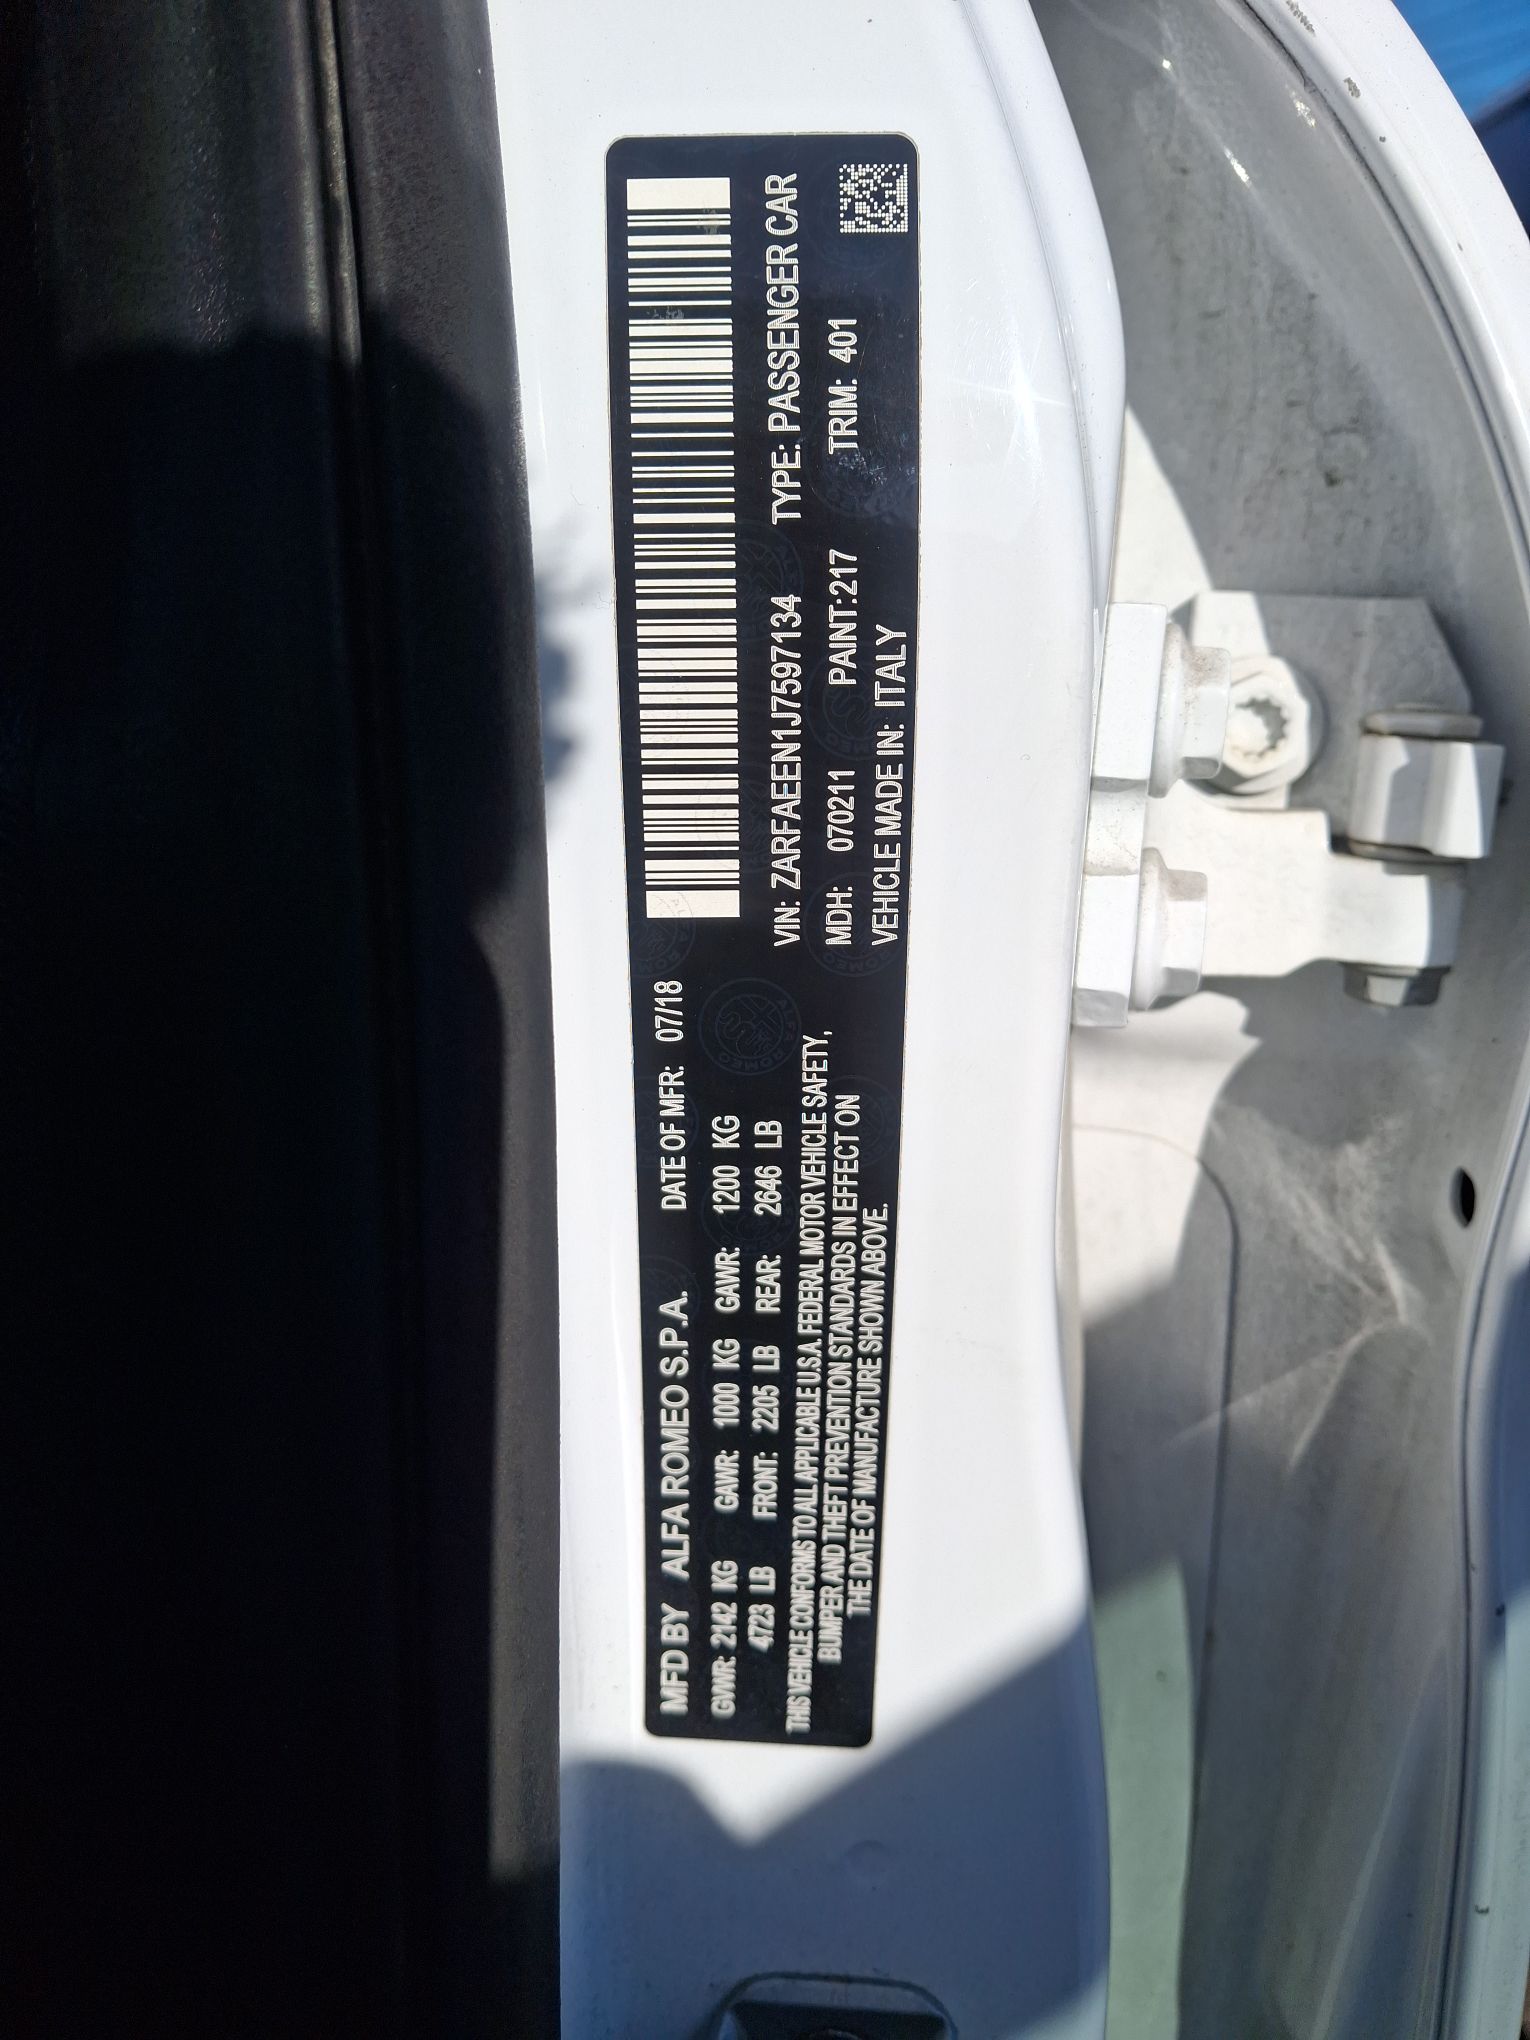 MFD BY ALFA ROMEO S.P.A. DATE OF MFR: 07/18
GVWR: 2142 KG GAWR: 1000 KG GAWR: 1200 KG
4723 LB FRONT: 2205 LB REAR: 2646 LB
THIS VEHICLE CONFORMS TO ALL APPLICABLE U.S.A. FEDERAL MOTOR VEHICLE SAFETY,
BUMPER AND THEFT PREVENTION STANDARDS IN EFFECT ON
THE DATE OF MANUFACTURE SHOWN ABOVE.
VIN: ZARFAEEN1J7597134 TYPE: PASSENGER CAR
MDH: 070211 PAINT:217 TRIM: 401
VEHICLE MADE IN: ITALY
ALFA ROMEO